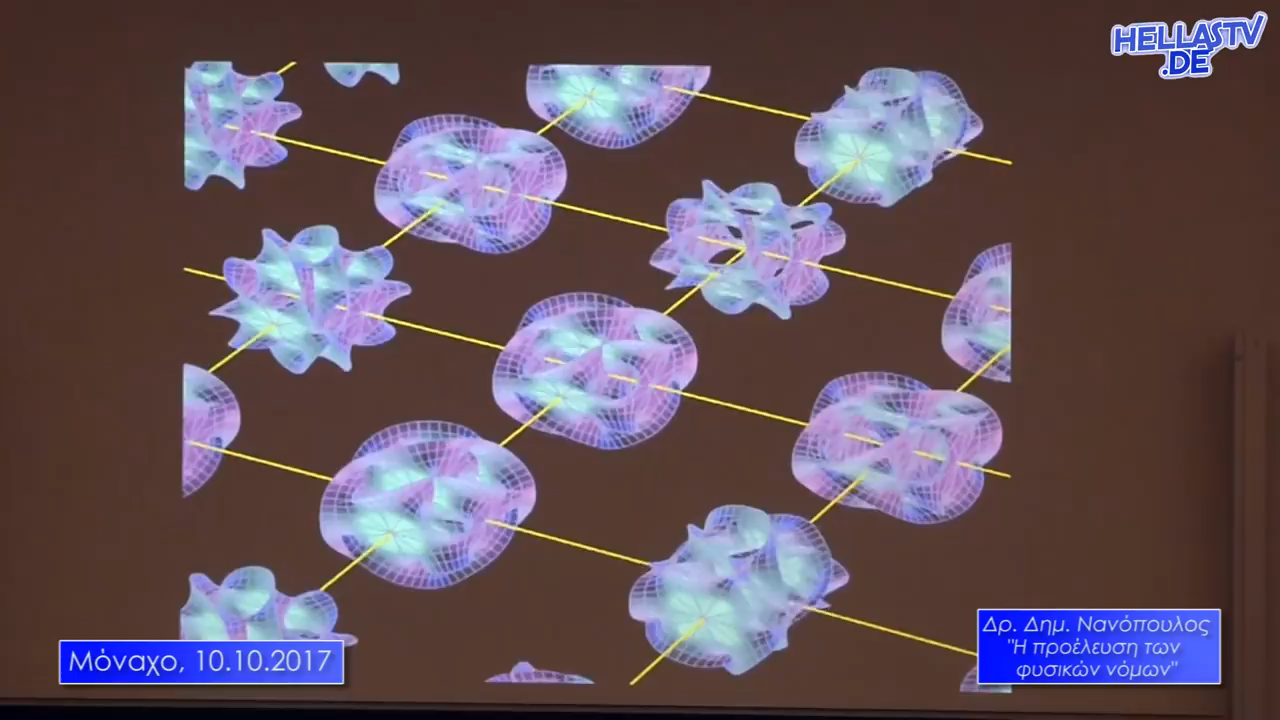 HELLASTV
.DE
Μόναχο, 10.10.2017
Δρ. Δημ. Νανόπουλος
"Η προέλευση των
φυσικών νόμων"